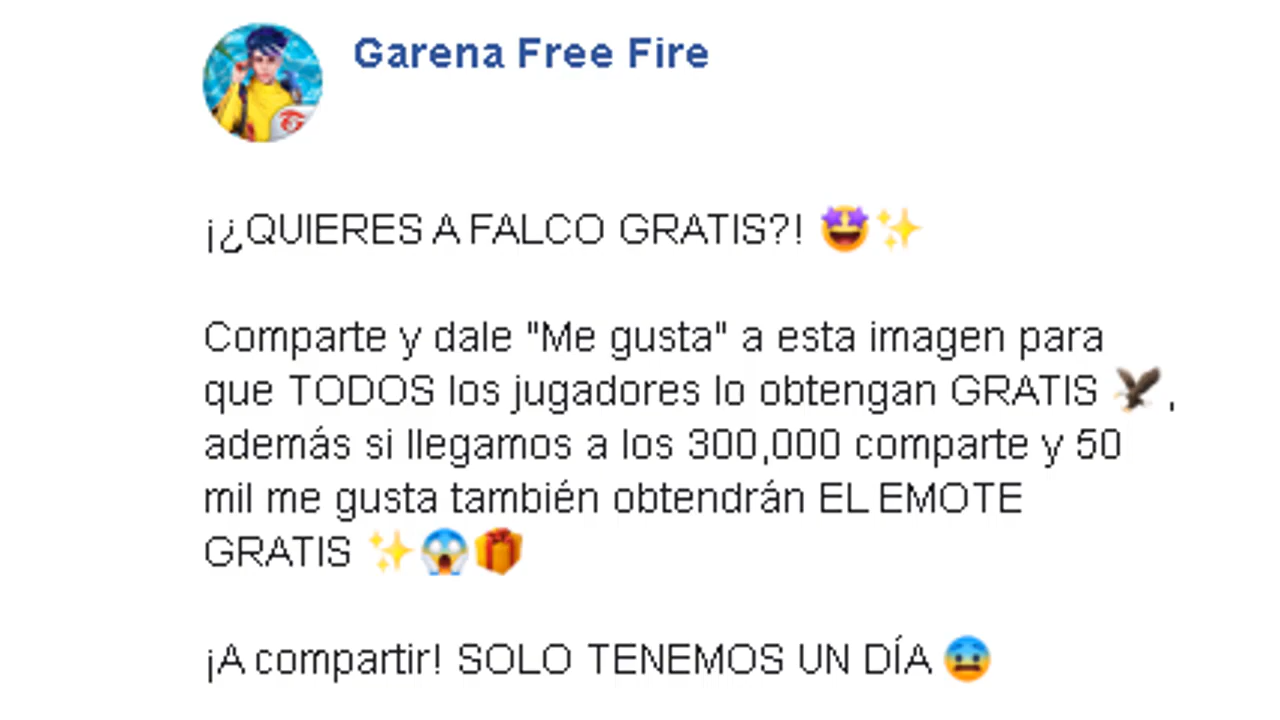 Garena Free Fire
¡¿QUIERES A FALCO GRATIS?! 🤩✨
Comparte y dale "Me gusta" a esta imagen para
que TODOS los jugadores lo obtengan GRATIS 🦅,
además si llegamos a los 300,000 comparte y 50
mil me gusta también obtendrán EL EMOTE
GRATIS ✨😱🎁
¡A compartir! SOLO TENEMOS UN DÍA 😰